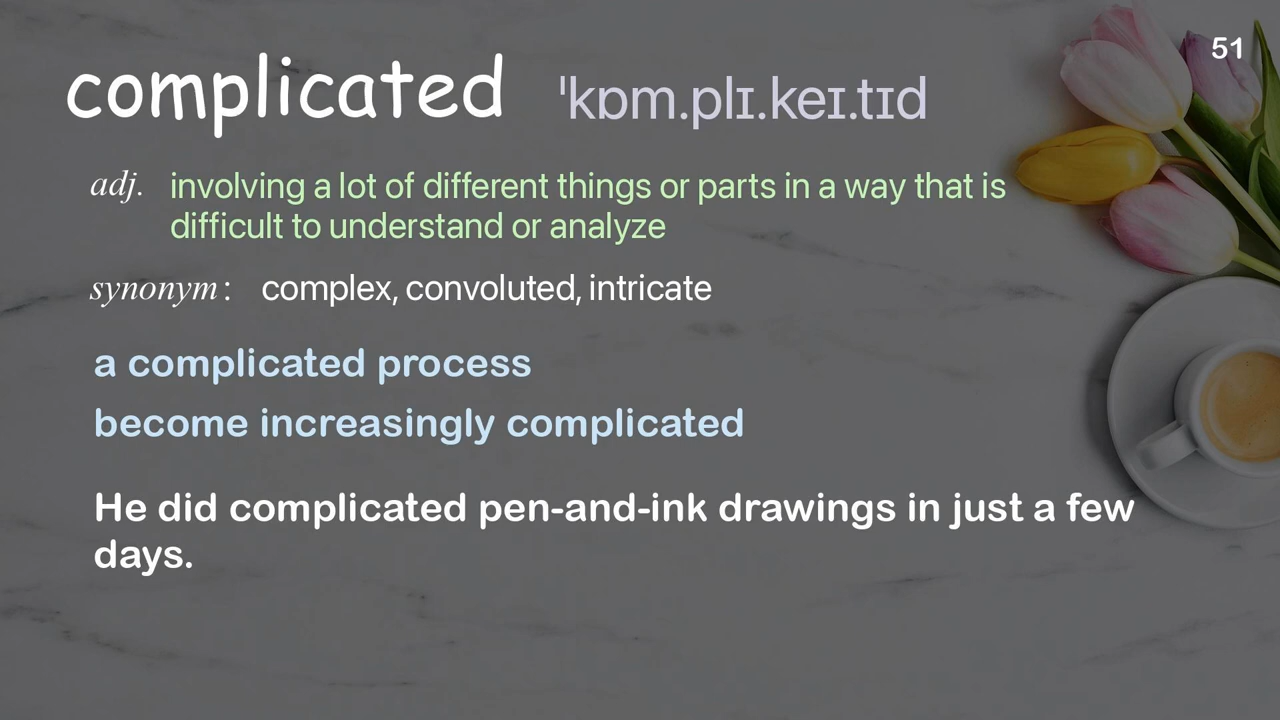 51
complicated ˈkɒm.plɪ.keɪ.tɪd
adj. involving a lot of different things or parts in a way that is
difficult to understand or analyze
synonym: complex, convoluted, intricate
a complicated process
become increasingly complicated
He did complicated pen-and-ink drawings in just a few
days.